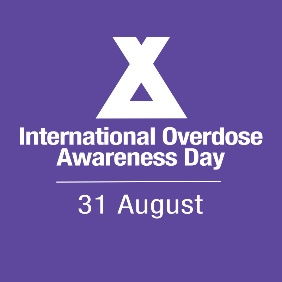 International Overdose
Awareness Day
31 August